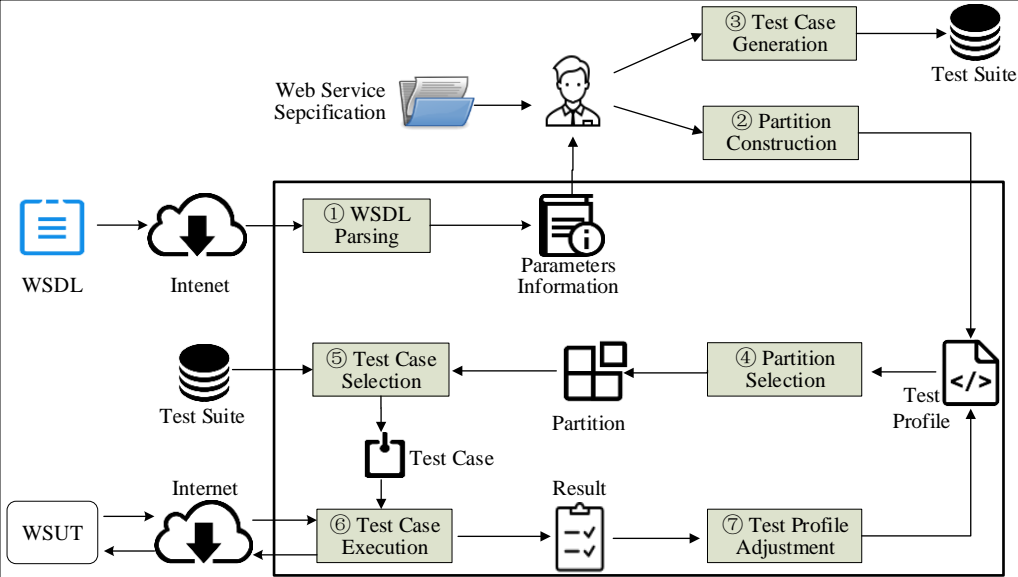 ③ Test Case
Generation
Test Suite
Web Service
Sepcification
② Partition
Construction
① WSDL
Parsing
WSDL
Intenet
Parameters
Information
⑤ Test Case
Selection
④ Partition
Selection
</>
Test Suite
Partition
Test
Profile
Test Case
Internet
Result
WSUT
⑥ Test Case
Execution
⑦ Test Profile
Adjustment